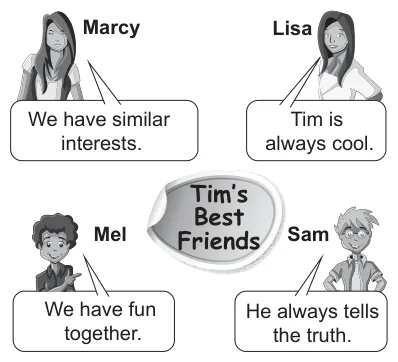 Marcy
We have similar
interests.
Lisa
Tim is
always cool.
Tim's
Best
Friends
Mel
We have fun
together.
Sam
He always tells
the truth.